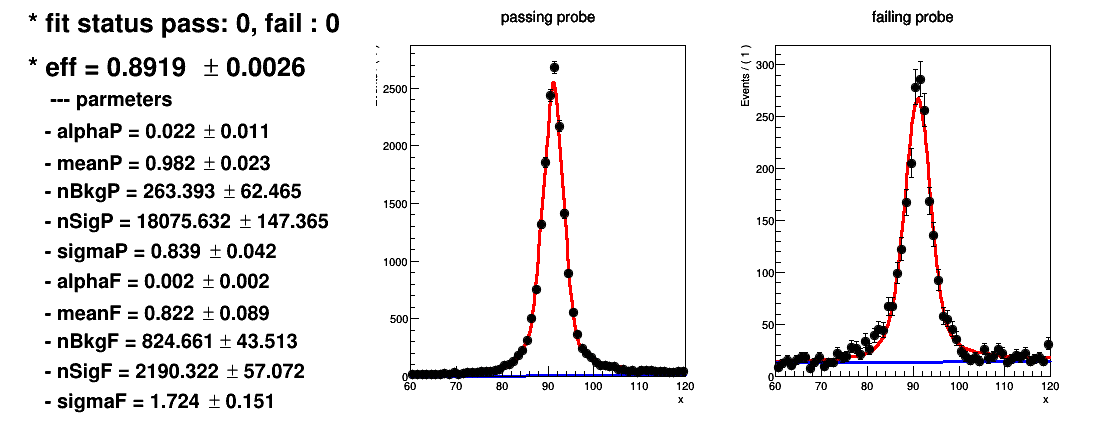 * fit status pass: 0, fail : 0
* eff = 0.8919 ± 0.0026
--- parmeters
- alphaP = 0.022 ± 0.011
- meanP = 0.982 ± 0.023
- nBkgP = 263.393 ± 62.465
- nSigP = 18075.632 ± 147.365
- sigmaP = 0.839 ± 0.042
- alphaF = 0.002 ± 0.002
- meanF = 0.822 ± 0.089
- nBkgF = 824.661 ± 43.513
- nSigF = 2190.322 ± 57.072
- sigmaF = 1.724 ± 0.151
passing probe
2500
2000
1500
1000
500
0
60 70 80 90 100 110 120
x
failing probe
Events / ( 1 )
300
250
200
150
100
50
0
60 70 80 90 100 110 120
x